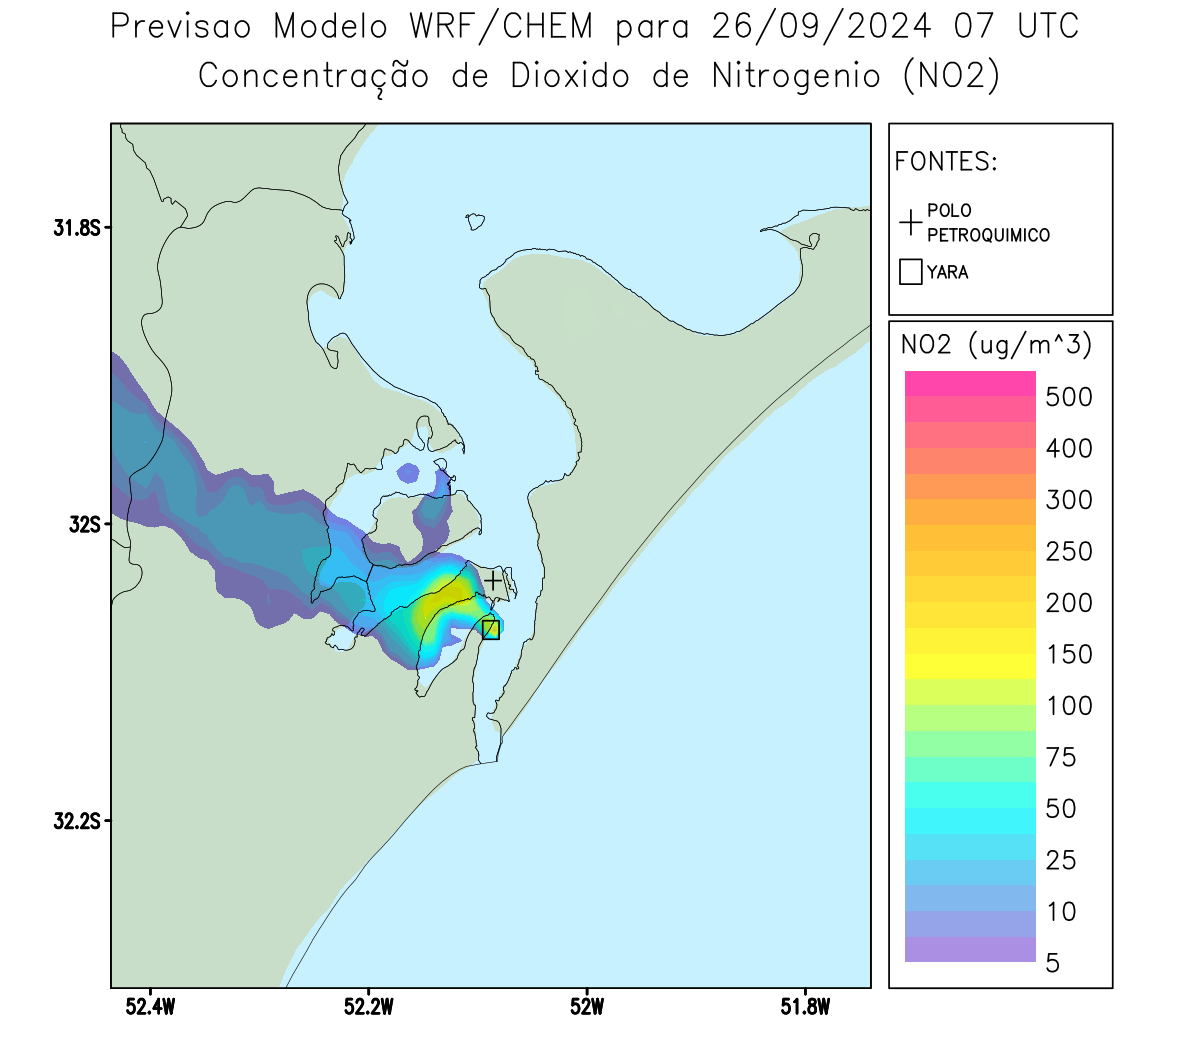 Previsao Modelo WRF/CHEM para 26/09/2024 07 UTC
Concentração de Dioxido de Nitrogenio (NO2)
FONTES:
POLO
PETROQUIMICO
YARA
NO2 (ug/m^3)
500
400
300
250
200
150
100
75
50
25
10
5
31.8S
32S
32.2S
52.4W
52.2W
52W
51.8W